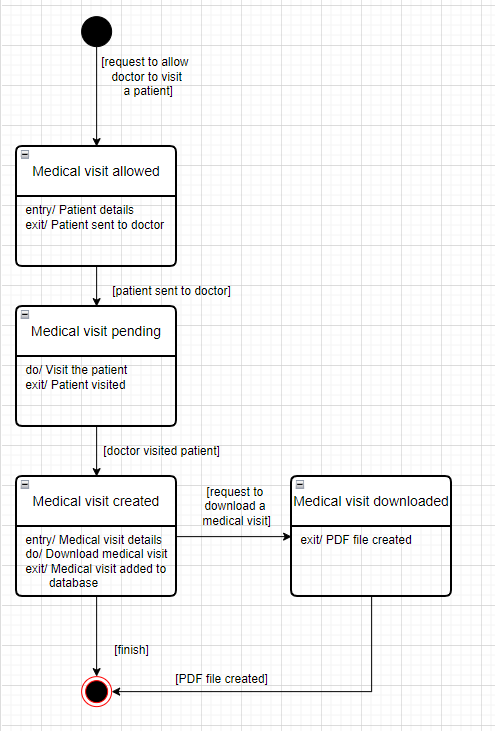 [request to allow
doctor to visit
a patient]
Medical visit allowed
entry/ Patient details
exit/ Patient sent to doctor
[patient sent to doctor]
Medical visit pending
do/ Visit the patient
exit/ Patient visited
[doctor visited patient]
Medical visit created
entry/ Medical visit details
do/ Download medical visit
exit/ Medical visit added to
database
[request to
download a
medical visit]
Medical visit downloaded
exit/ PDF file created
[finish]
[PDF file created]